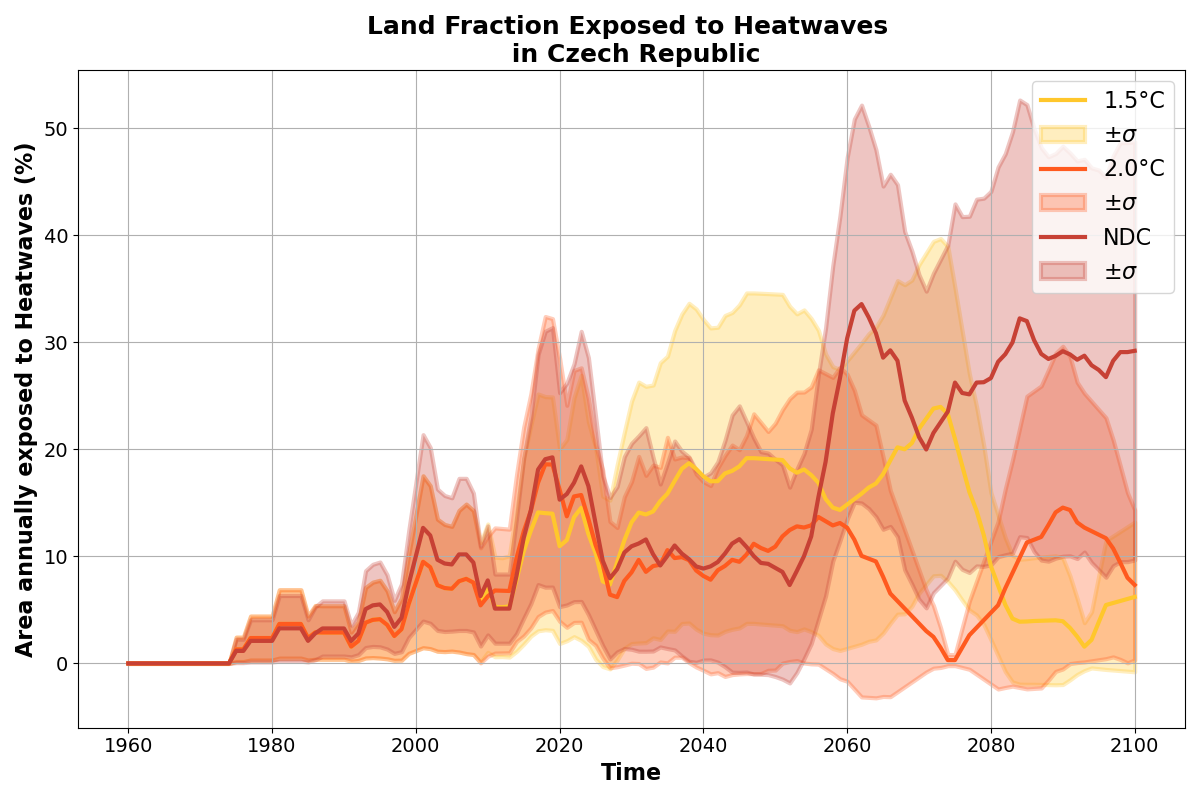 Land Fraction Exposed to Heatwaves
in Czech Republic
Area annually exposed to Heatwaves (%)
50
40
30
20
10
0
1960 1980 2000 2020 2040 2060 2080 2100
Time
1.5°C
±σ
2.0°C
±σ
NDC
±σ